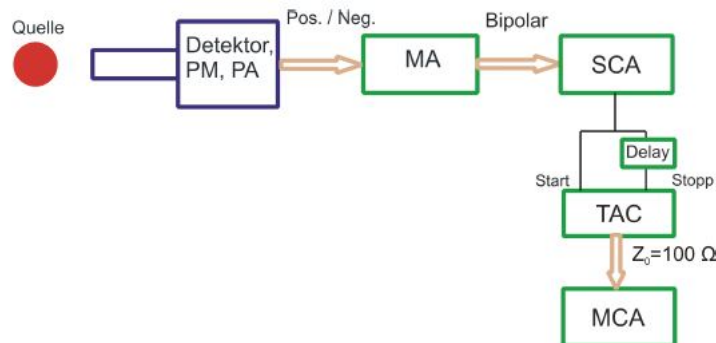 Quelle
Detektor,
PM, PA
Pos. / Neg.
MA
Bipolar
SCA
Delay
Start
Stopp
TAC
Z₀=100 Ω
MCA